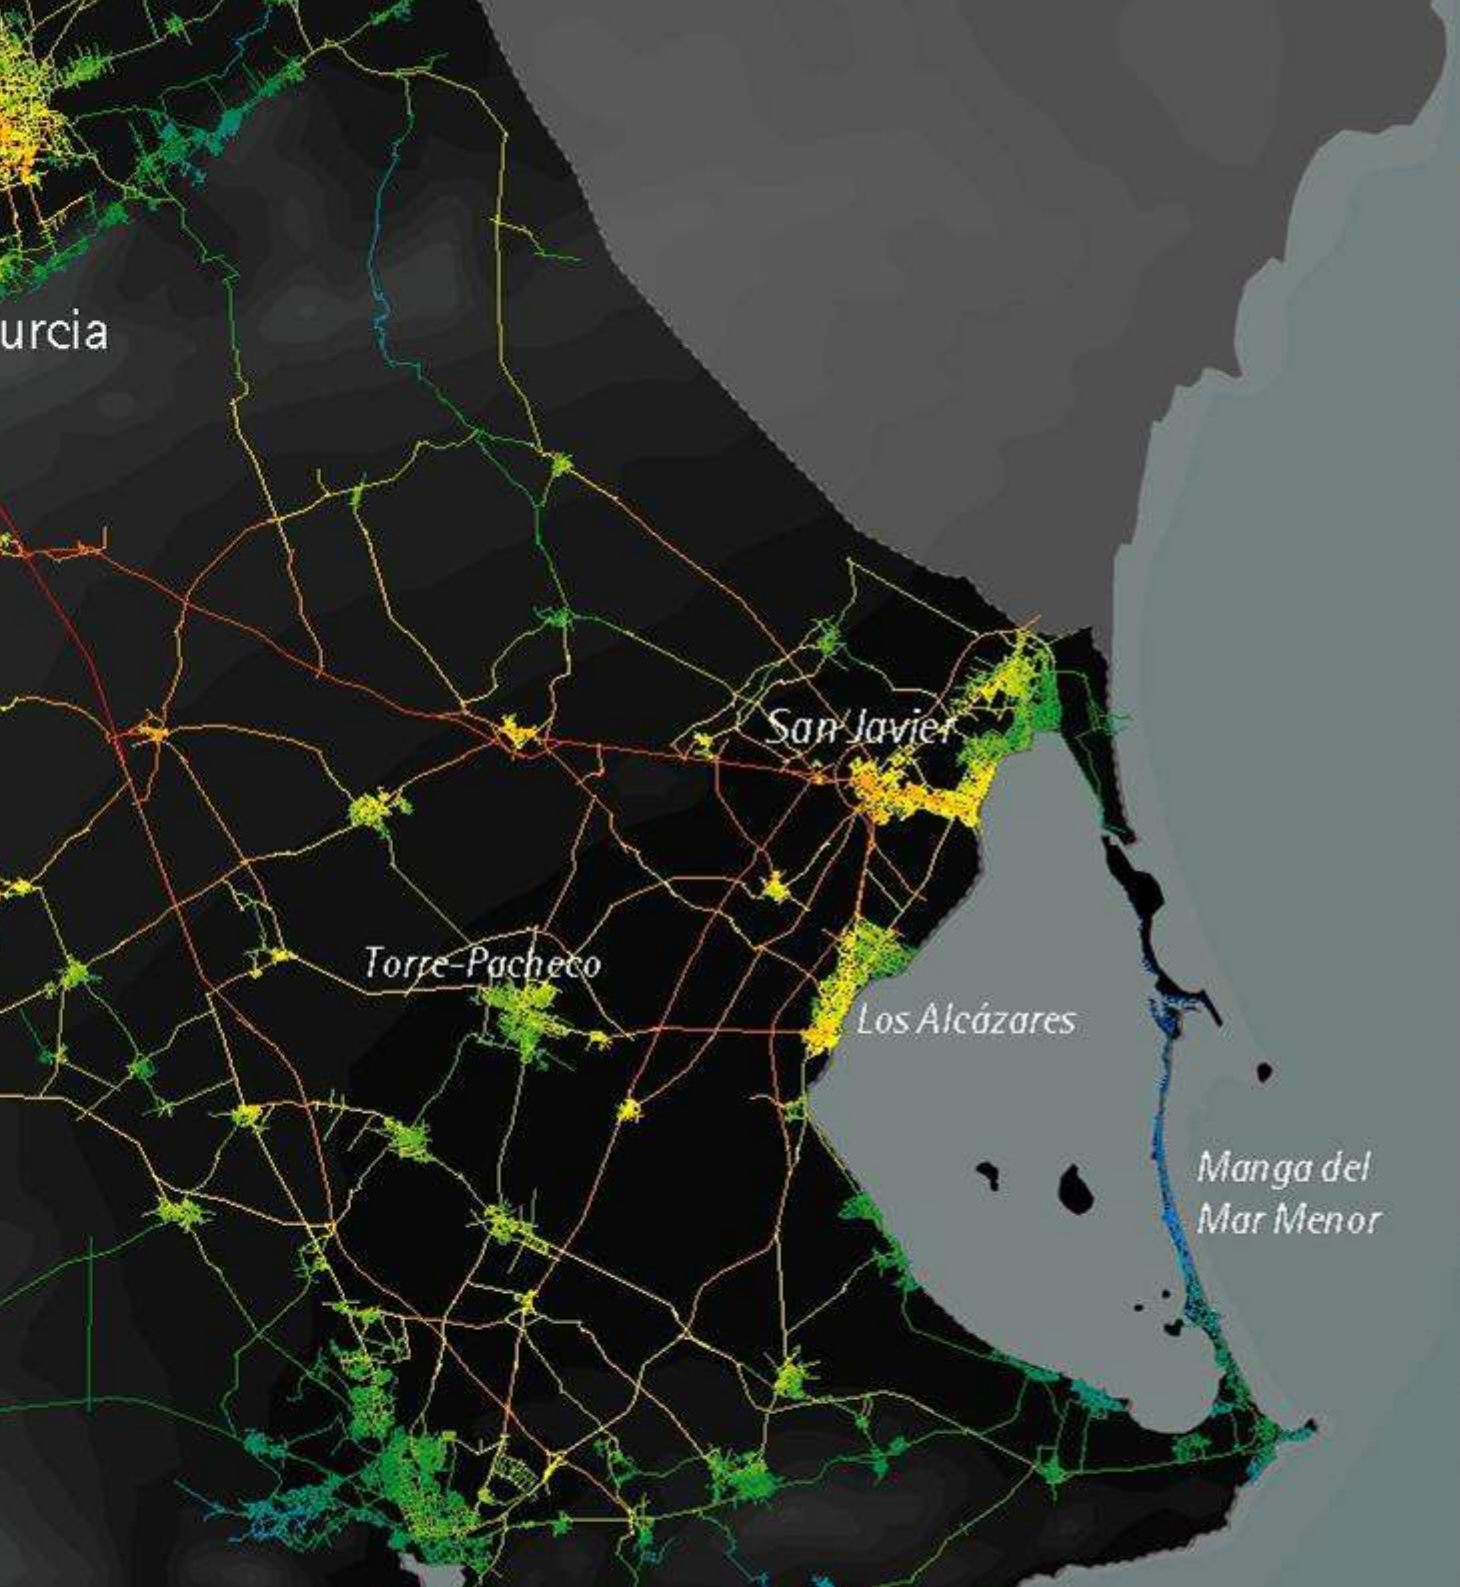 urcia
San Javier
Torre-Pacheco
Los Alcázares
Manga del
Mar Menor